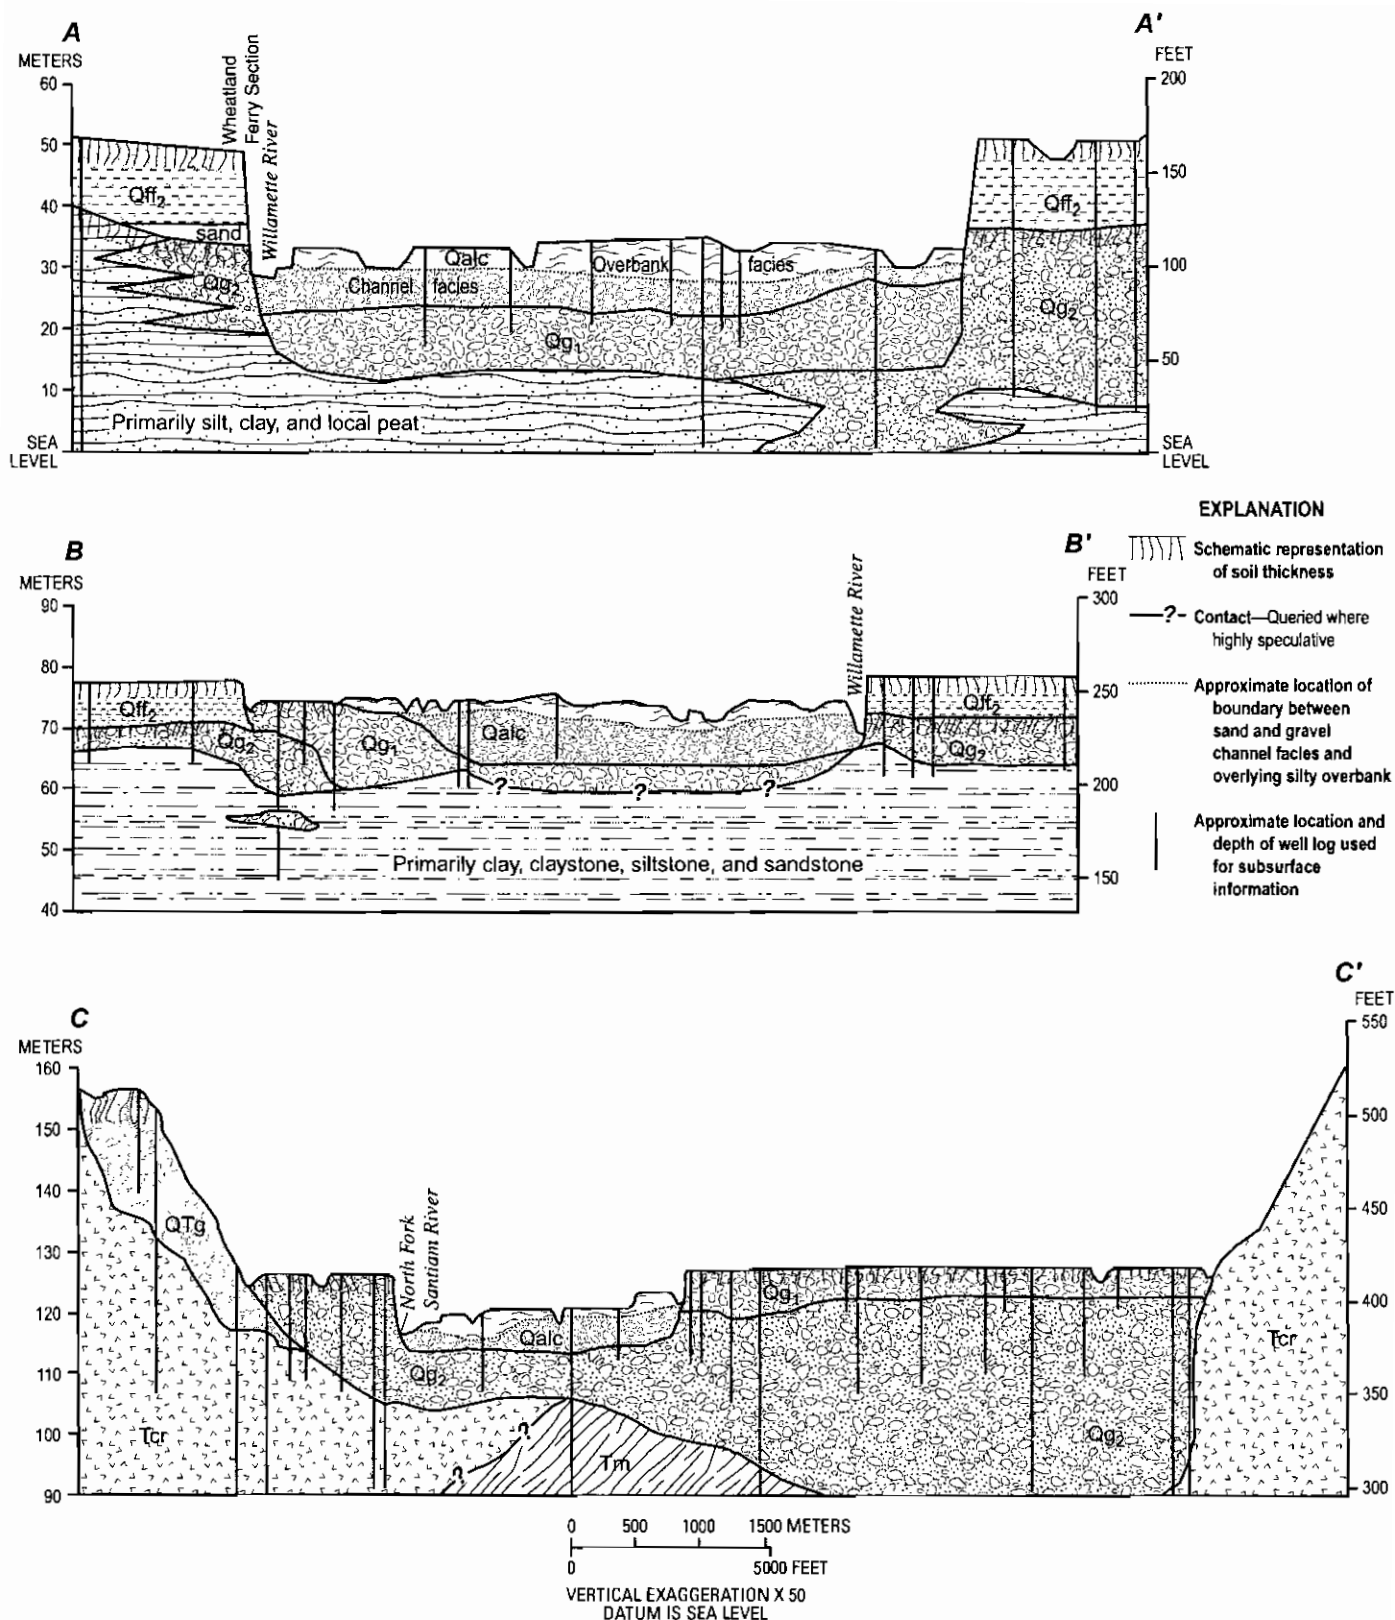 A
A'
METERS
FEET
Wheatland
Ferry Section
Willamette River
60
50
40
30
20
10
SEA
LEVEL
200
150
100
50
SEA
LEVEL
Qff2
sand
Qg2
Channel facies
Qalc
Overbank facies
Qg1
Qff2
Qg2
Primarily silt, clay, and local peat
B
B'
METERS
FEET
Willamette River
90
80
70
60
50
40
300
250
200
150
Qff2
Qg2
Qg1
Qalc
Qff2
Qg2
? ? ?
Primarily clay, claystone, siltstone, and sandstone
EXPLANATION
Schematic representation
of soil thickness
?
Contact—Queried where
highly speculative
Approximate location of
boundary between
sand and gravel
channel facies and
overlying silty overbank
Approximate location and
depth of well log used
for subsurface
information
C
C'
METERS
FEET
North Fork
Santiam River
160
150
140
130
120
110
100
90
550
500
450
400
350
300
QTg
Qg1
Qalc
Qg2
Tcr
Tcr
? ?
Tm
Qg2
0 500 1000 1500 METERS
0 5000 FEET
VERTICAL EXAGGERATION X 50
DATUM IS SEA LEVEL